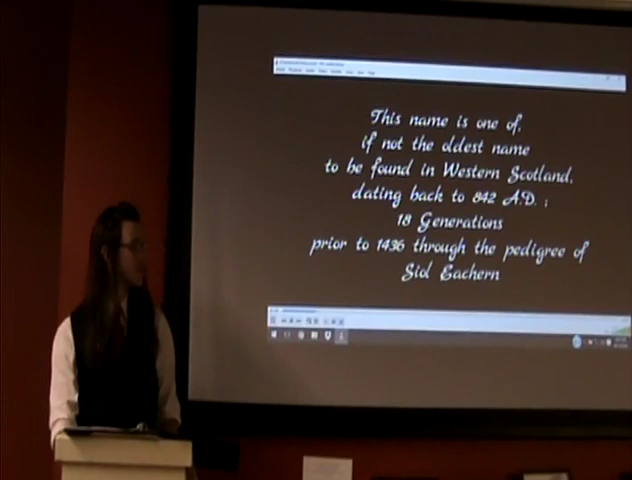 This name is one of,
if not the oldest name
to be found in Western Scotland,
dating back to 842 A.D. ;
18 Generations
prior to 1436 through the pedigree of
Siol Eachern